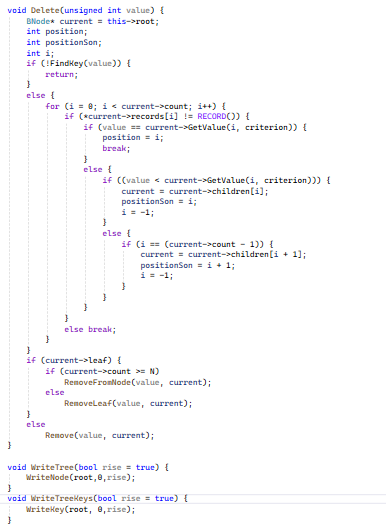 void Delete(unsigned int value) {
BNode* current = this->root;
int position;
int positionSon;
int i;
if (!FindKey(value)) {
return;
}
else {
for (i = 0; i < current->count; i++) {
if (*current->records[i] != RECORD()) {
if (value == current->GetValue(i, criterion)) {
position = i;
break;
}
else {
if ((value < current->GetValue(i, criterion))) {
current = current->children[i];
positionSon = i;
i = -1;
}
else {
if (i == (current->count - 1)) {
current = current->children[i + 1];
positionSon = i + 1;
i = -1;
}
}
}
}
else break;
}
}
if (current->leaf) {
if (current->count >= N)
RemoveFromNode(value, current);
else
RemoveLeaf(value, current);
}
else
Remove(value, current);
}
void WriteTree(bool rise = true) {
WriteNode(root,0,rise);
}
void WriteTreeKeys(bool rise = true) {
WriteKey(root, 0,rise);
}